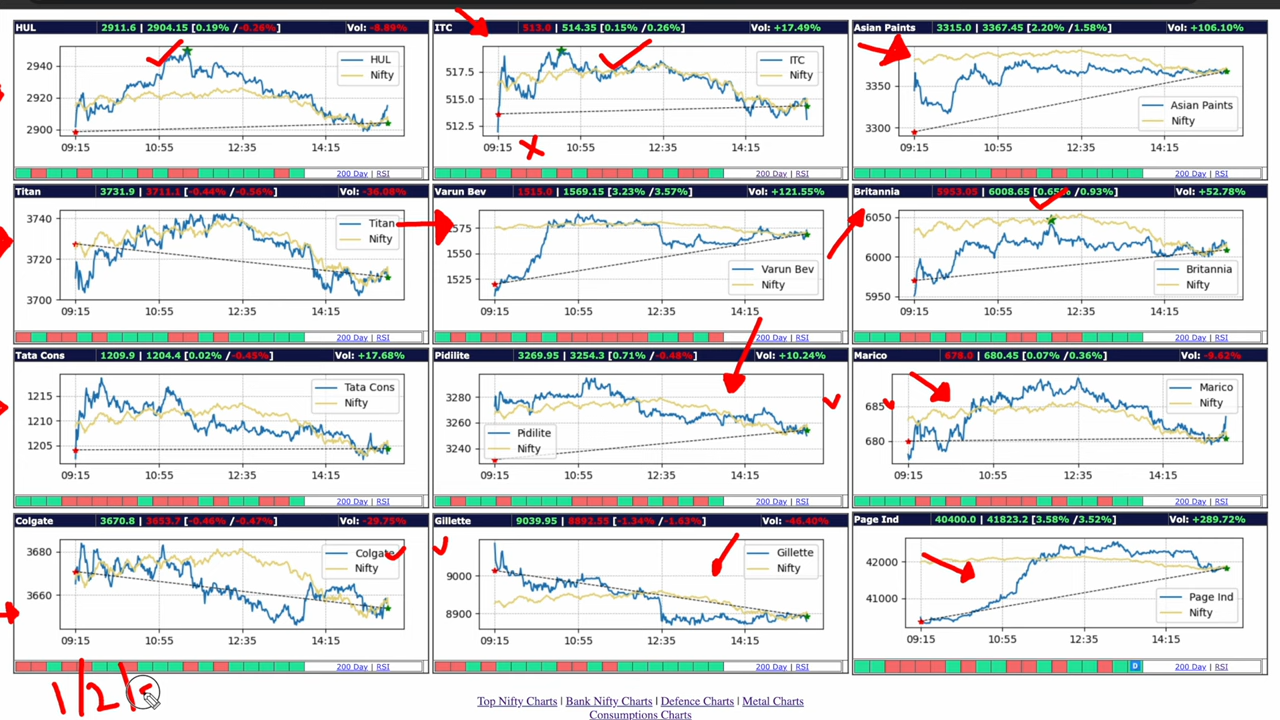 HUL 2911.6 | 2904.15 [0.19% /-0.26%] Vol: -8.89%
2940
2920
2900
HUL
Nifty
09:15 10:55 12:35 14:15
200 Day | RSI
ITC 513.0 | 514.35 [0.15% /0.26%] Vol: +17.49%
517.5
515.0
512.5
ITC
Nifty
09:15 10:55 12:35 14:15
200 Day | RSI
Asian Paints 3315.0 | 3367.45 [2.20% /1.58%] Vol: +106.10%
3350
3300
Asian Paints
Nifty
09:15 10:55 12:35 14:15
200 Day | RSI
Titan 3731.9 | 3711.1 [-0.44% /-0.56%] Vol: -36.08%
3740
3720
3700
Titan
Nifty
09:15 10:55 12:35 14:15
200 Day | RSI
Varun Bev 1515.0 | 1569.15 [3.23% /3.57%] Vol: +121.55%
1575
1550
1525
Varun Bev
Nifty
09:15 10:55 12:35 14:15
200 Day | RSI
Britannia 5953.05 | 6008.65 [0.65% /0.93%] Vol: +52.78%
6050
6000
5950
Britannia
Nifty
09:15 10:55 12:35 14:15
200 Day | RSI
Tata Cons 1209.9 | 1204.4 [0.02% /-0.45%] Vol: +17.68%
1215
1210
1205
Tata Cons
Nifty
09:15 10:55 12:35 14:15
200 Day | RSI
Pidilite 3269.95 | 3254.3 [0.71% /-0.48%] Vol: +10.24%
3280
3260
3240
Pidilite
Nifty
09:15 10:55 12:35 14:15
200 Day | RSI
Marico 678.0 | 680.45 [0.07% /0.36%] Vol: -9.62%
685
680
Marico
Nifty
09:15 10:55 12:35 14:15
200 Day | RSI
Colgate 3670.8 | 3653.7 [-0.46% /-0.47%] Vol: -29.75%
3680
3660
Colgate
Nifty
09:15 10:55 12:35 14:15
200 Day | RSI
Gillette 9039.95 | 8892.55 [-1.34% /-1.63%] Vol: -46.40%
9000
8900
Gillette
Nifty
09:15 10:55 12:35 14:15
200 Day | RSI
Page Ind 40400.0 | 41823.2 [3.58% /3.52%] Vol: +289.72%
42000
41000
Page Ind
Nifty
09:15 10:55 12:35 14:15
D 200 Day | RSI
1/2/
Top Nifty Charts | Bank Nifty Charts | Defence Charts | Metal Charts
Consumptions Charts